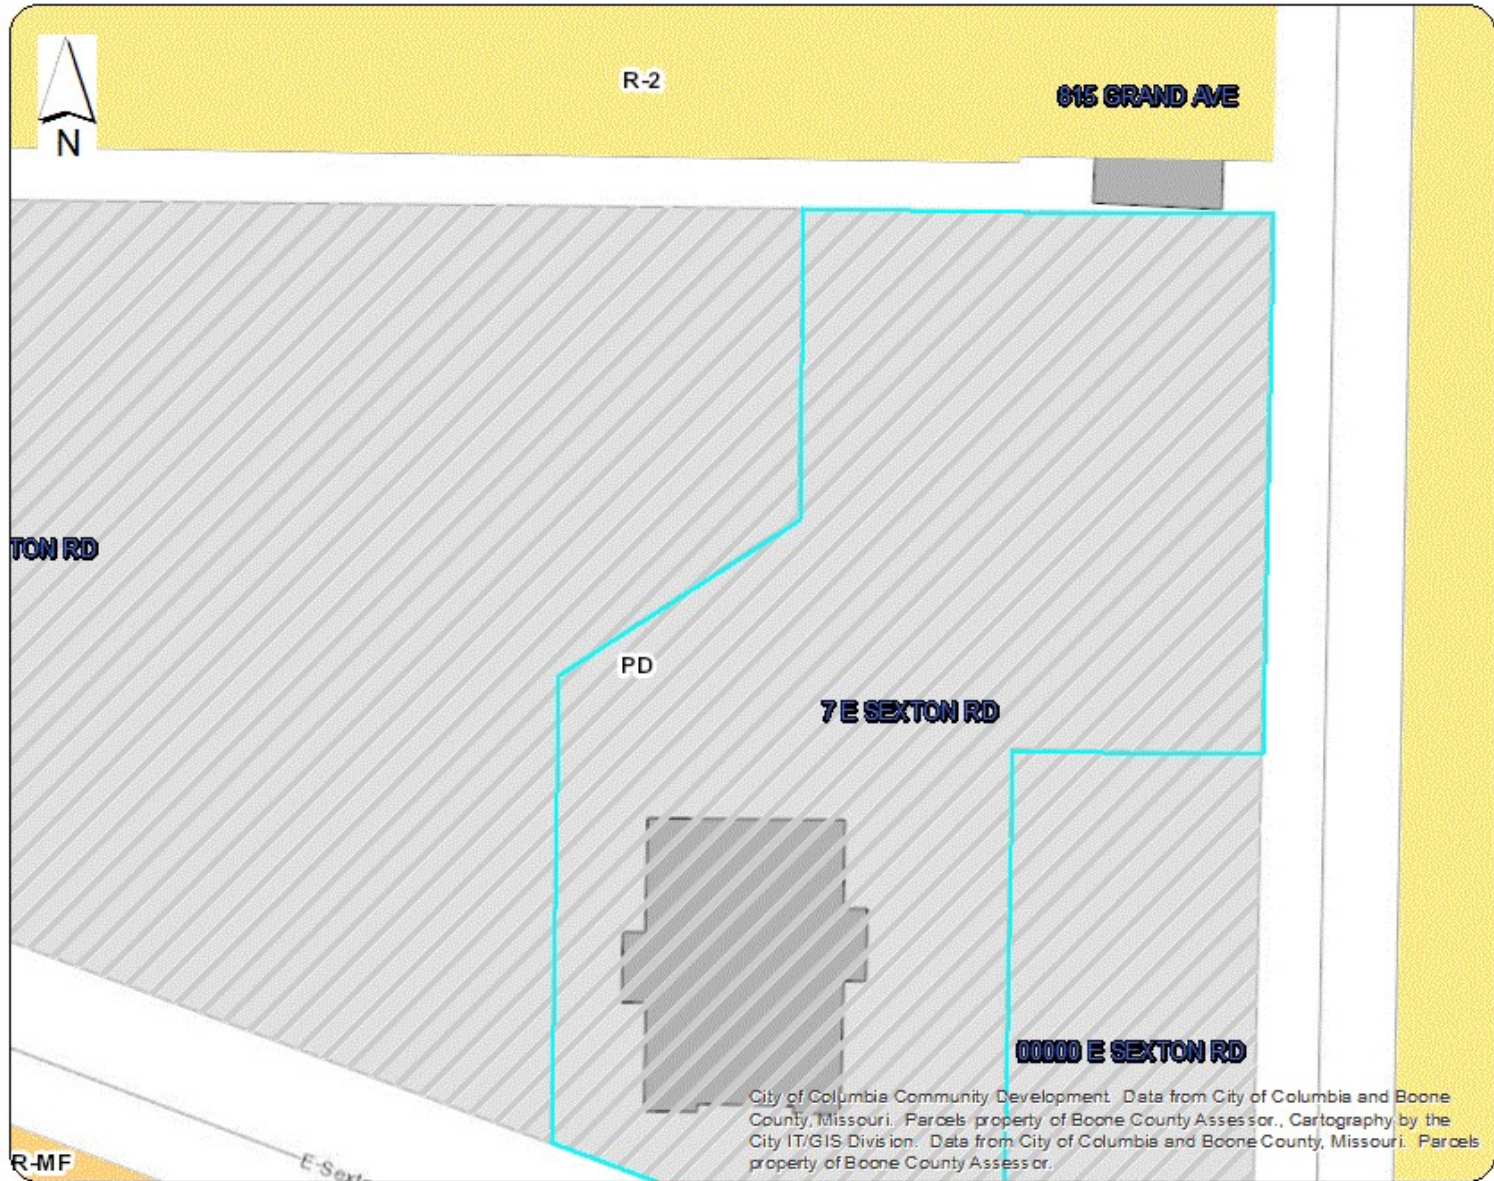 R-2
815 GRAND AVE
N
TON RD
PD
7 E SEXTON RD
00000 E SEXTON RD
City of Columbia Community Development. Data from City of Columbia and Boone
County, Missouri. Parcels property of Boone County Assessor., Cartography by the
City IT/GIS Division. Data from City of Columbia and Boone County, Missouri. Parcels
property of Boone County Assessor.
R-MF
E Sexto